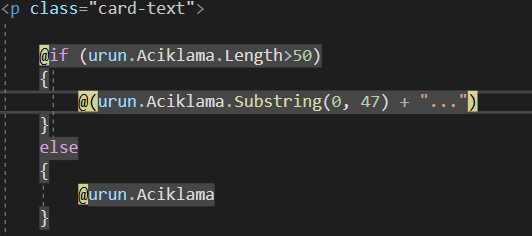 <p class="card-text">
@if (urun.Aciklama.Length>50)
{
@(urun.Aciklama.Substring(0, 47) + "...")
}
else
{
@urun.Aciklama
}